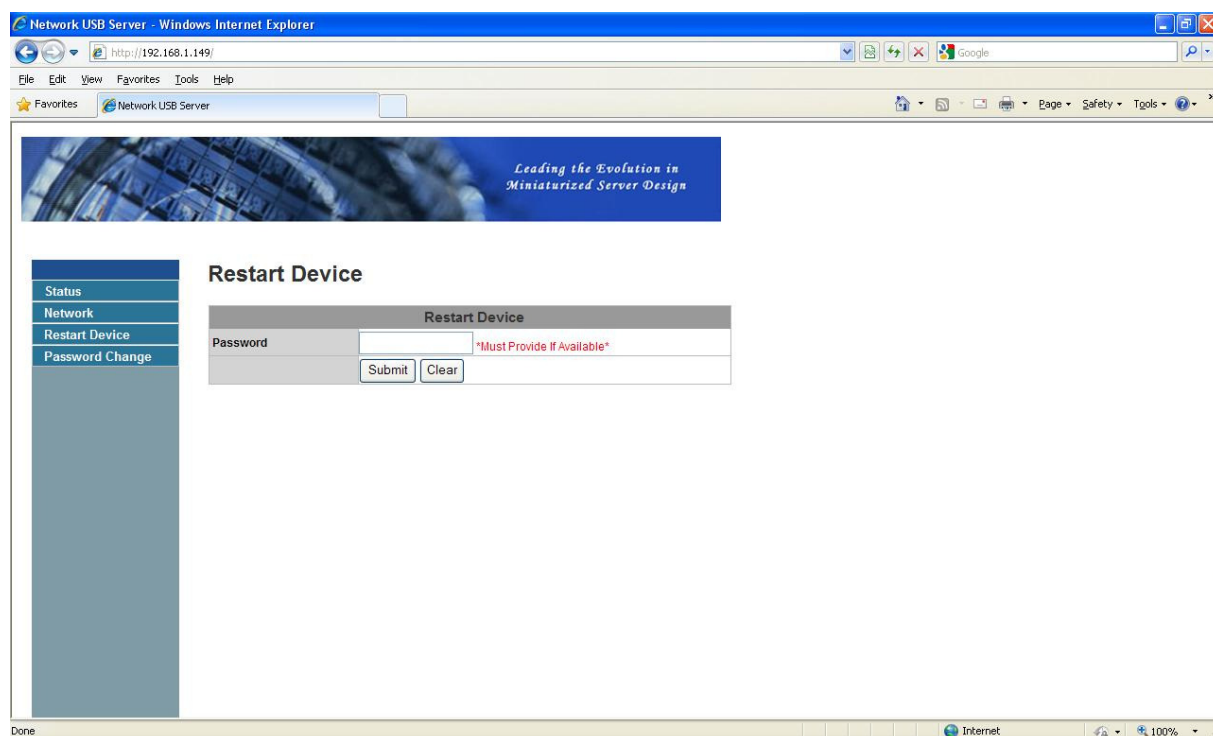 Network USB Server - Windows Internet Explorer
http://192.168.1.149/
Google
File Edit View Favorites Tools Help
Favorites Network USB Server Page Safety Tools
Leading the Evolution in
Miniaturized Server Design
Restart Device
Status
Network
Restart Device
Password Change
Restart Device
Password *Must Provide If Available*
Submit Clear
Done Internet 100%